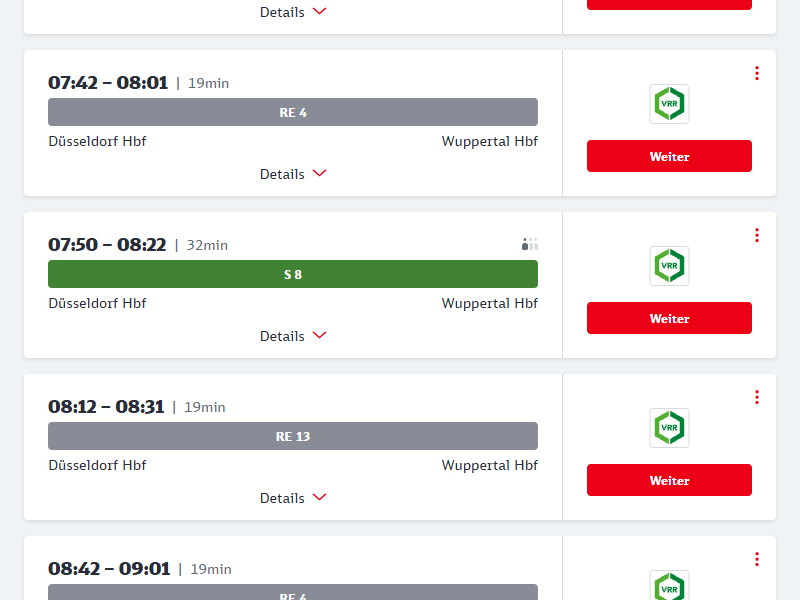 Details
07:42 – 08:01 | 19min
RE 4
Düsseldorf Hbf Wuppertal Hbf
Details
VRR
Weiter
07:50 – 08:22 | 32min
S 8
Düsseldorf Hbf Wuppertal Hbf
Details
VRR
Weiter
08:12 – 08:31 | 19min
RE 13
Düsseldorf Hbf Wuppertal Hbf
Details
VRR
Weiter
08:42 – 09:01 | 19min
RE 4
VRR